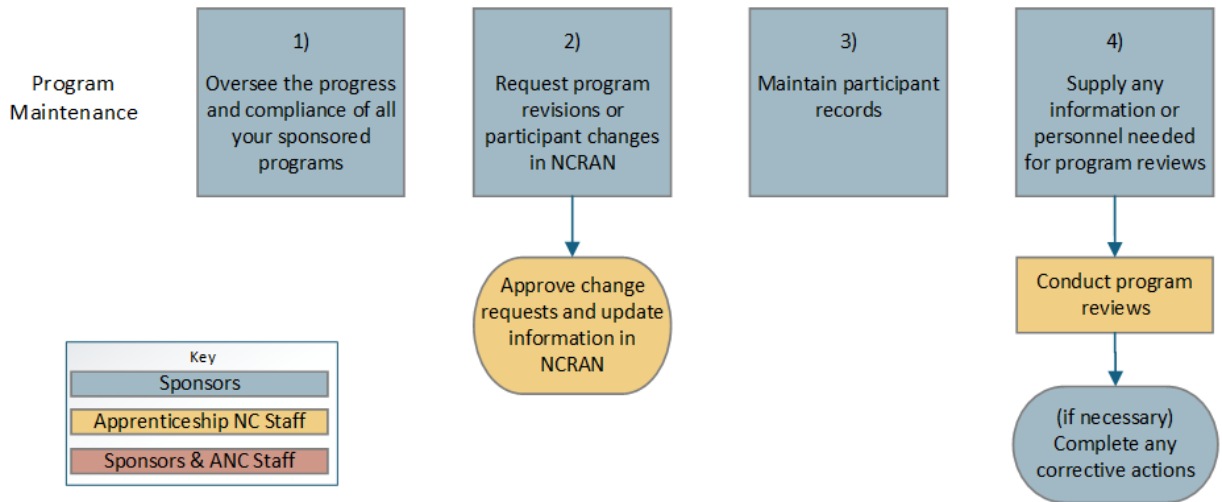 Program
Maintenance
1)
Oversee the progress
and compliance of all
your sponsored
programs
2)
Request program
revisions or
participant changes
in NCRAN
3)
Maintain participant
records
4)
Supply any
information or
personnel needed
for program reviews
Approve change
requests and update
information in
NCRAN
Conduct program
reviews
(if necessary)
Complete any
corrective actions
Key
Sponsors
Apprenticeship NC Staff
Sponsors & ANC Staff